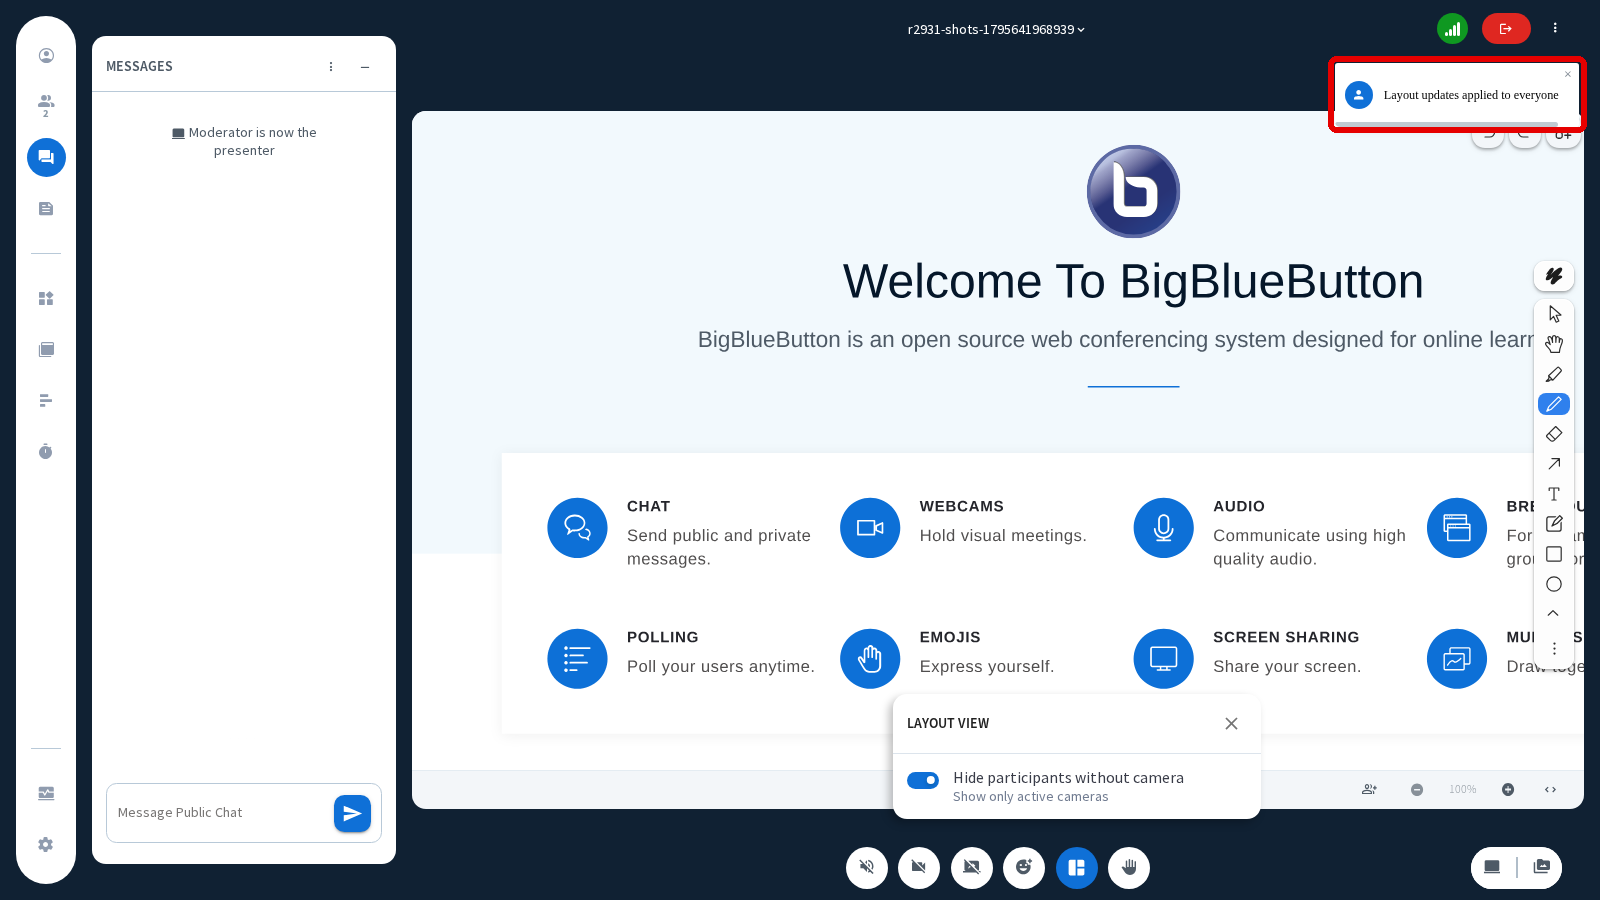 r2931-shots-1795641968939
MESSAGES
2
Moderator is now the
presenter
Layout updates applied to everyone
Welcome To BigBlueButton
BigBlueButton is an open source web conferencing system designed for online
CHAT
Send public and private
messages.
WEBCAMS
Hold visual meetings.
AUDIO
Communicate using high
quality audio.
For
POLLING
Poll your users anytime.
EMOJIS
Express yourself.
SCREEN SHARING
Share your screen.
Draw
LAYOUT VIEW
Hide participants without camera
Show only active cameras
100%
Message Public Chat